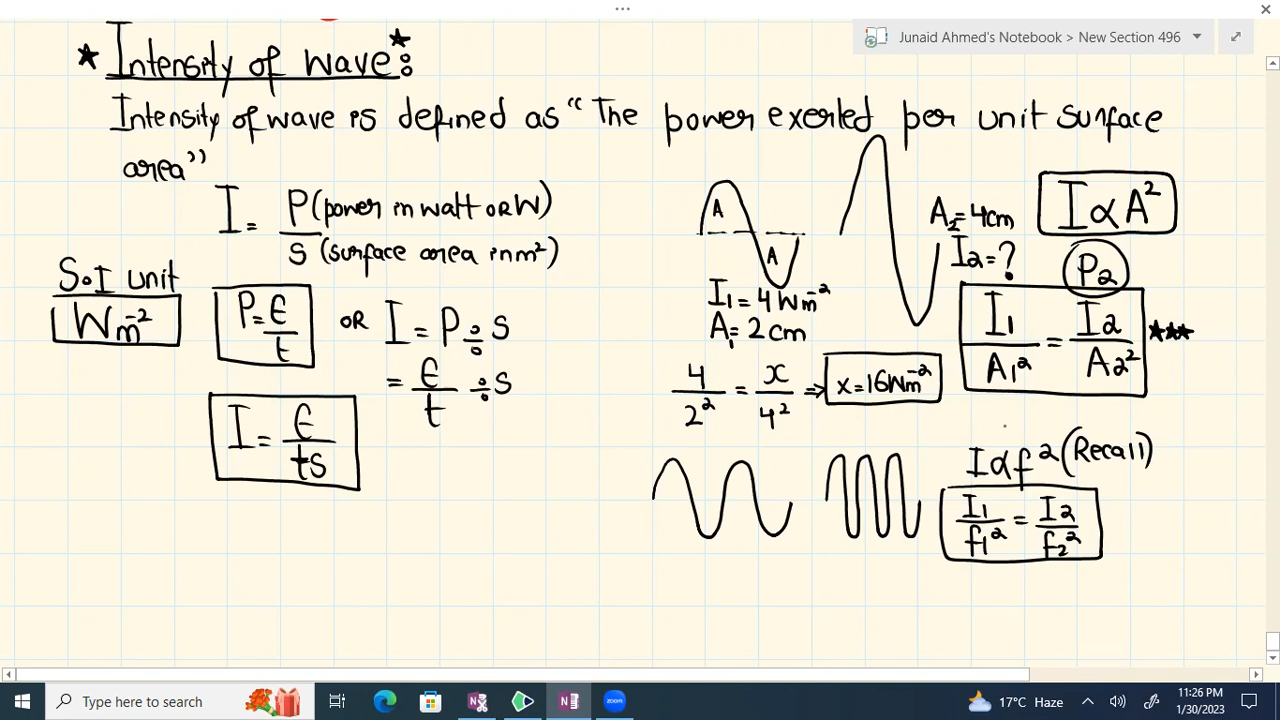 Junaid Ahmed's Notebook > New Section 496
★ Intensity of wave ★:
Intensity of wave is defined as “The power exerted per unit surface
area”
I = P (power in watt OR W)
S (surface area in m²)
S.I unit
Wm⁻²
P = E/t
OR I = P ÷ S
= E/t ÷ S
I = E/ts
A
A
I₁ = 4 Wm⁻²
A₁ = 2 cm
A₂ = 4cm
I₂ = ?
I ∝ A²
P₂
I₁/A₁² = I₂/A₂² ★★★
4/2² = x/4² ⇒ x = 16Wm⁻²
I ∝ f² (Recall)
I₁/f₁² = I₂/f₂²
Type here to search
zoom
17°C Haze
11:26 PM
1/30/2023